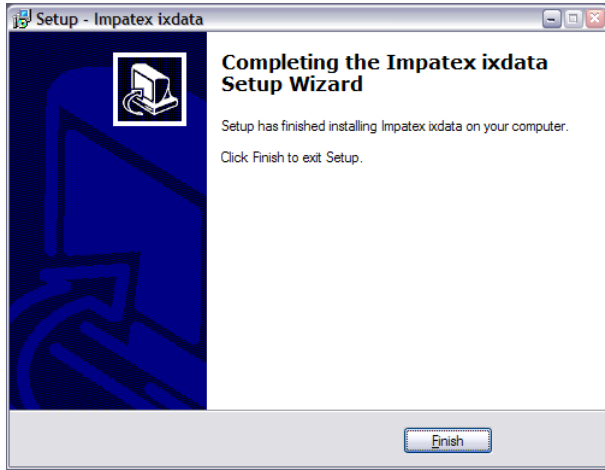 Setup - Impatex ixdata
Completing the Impatex ixdata
Setup Wizard
Setup has finished installing Impatex ixdata on your computer.
Click Finish to exit Setup.
Finish